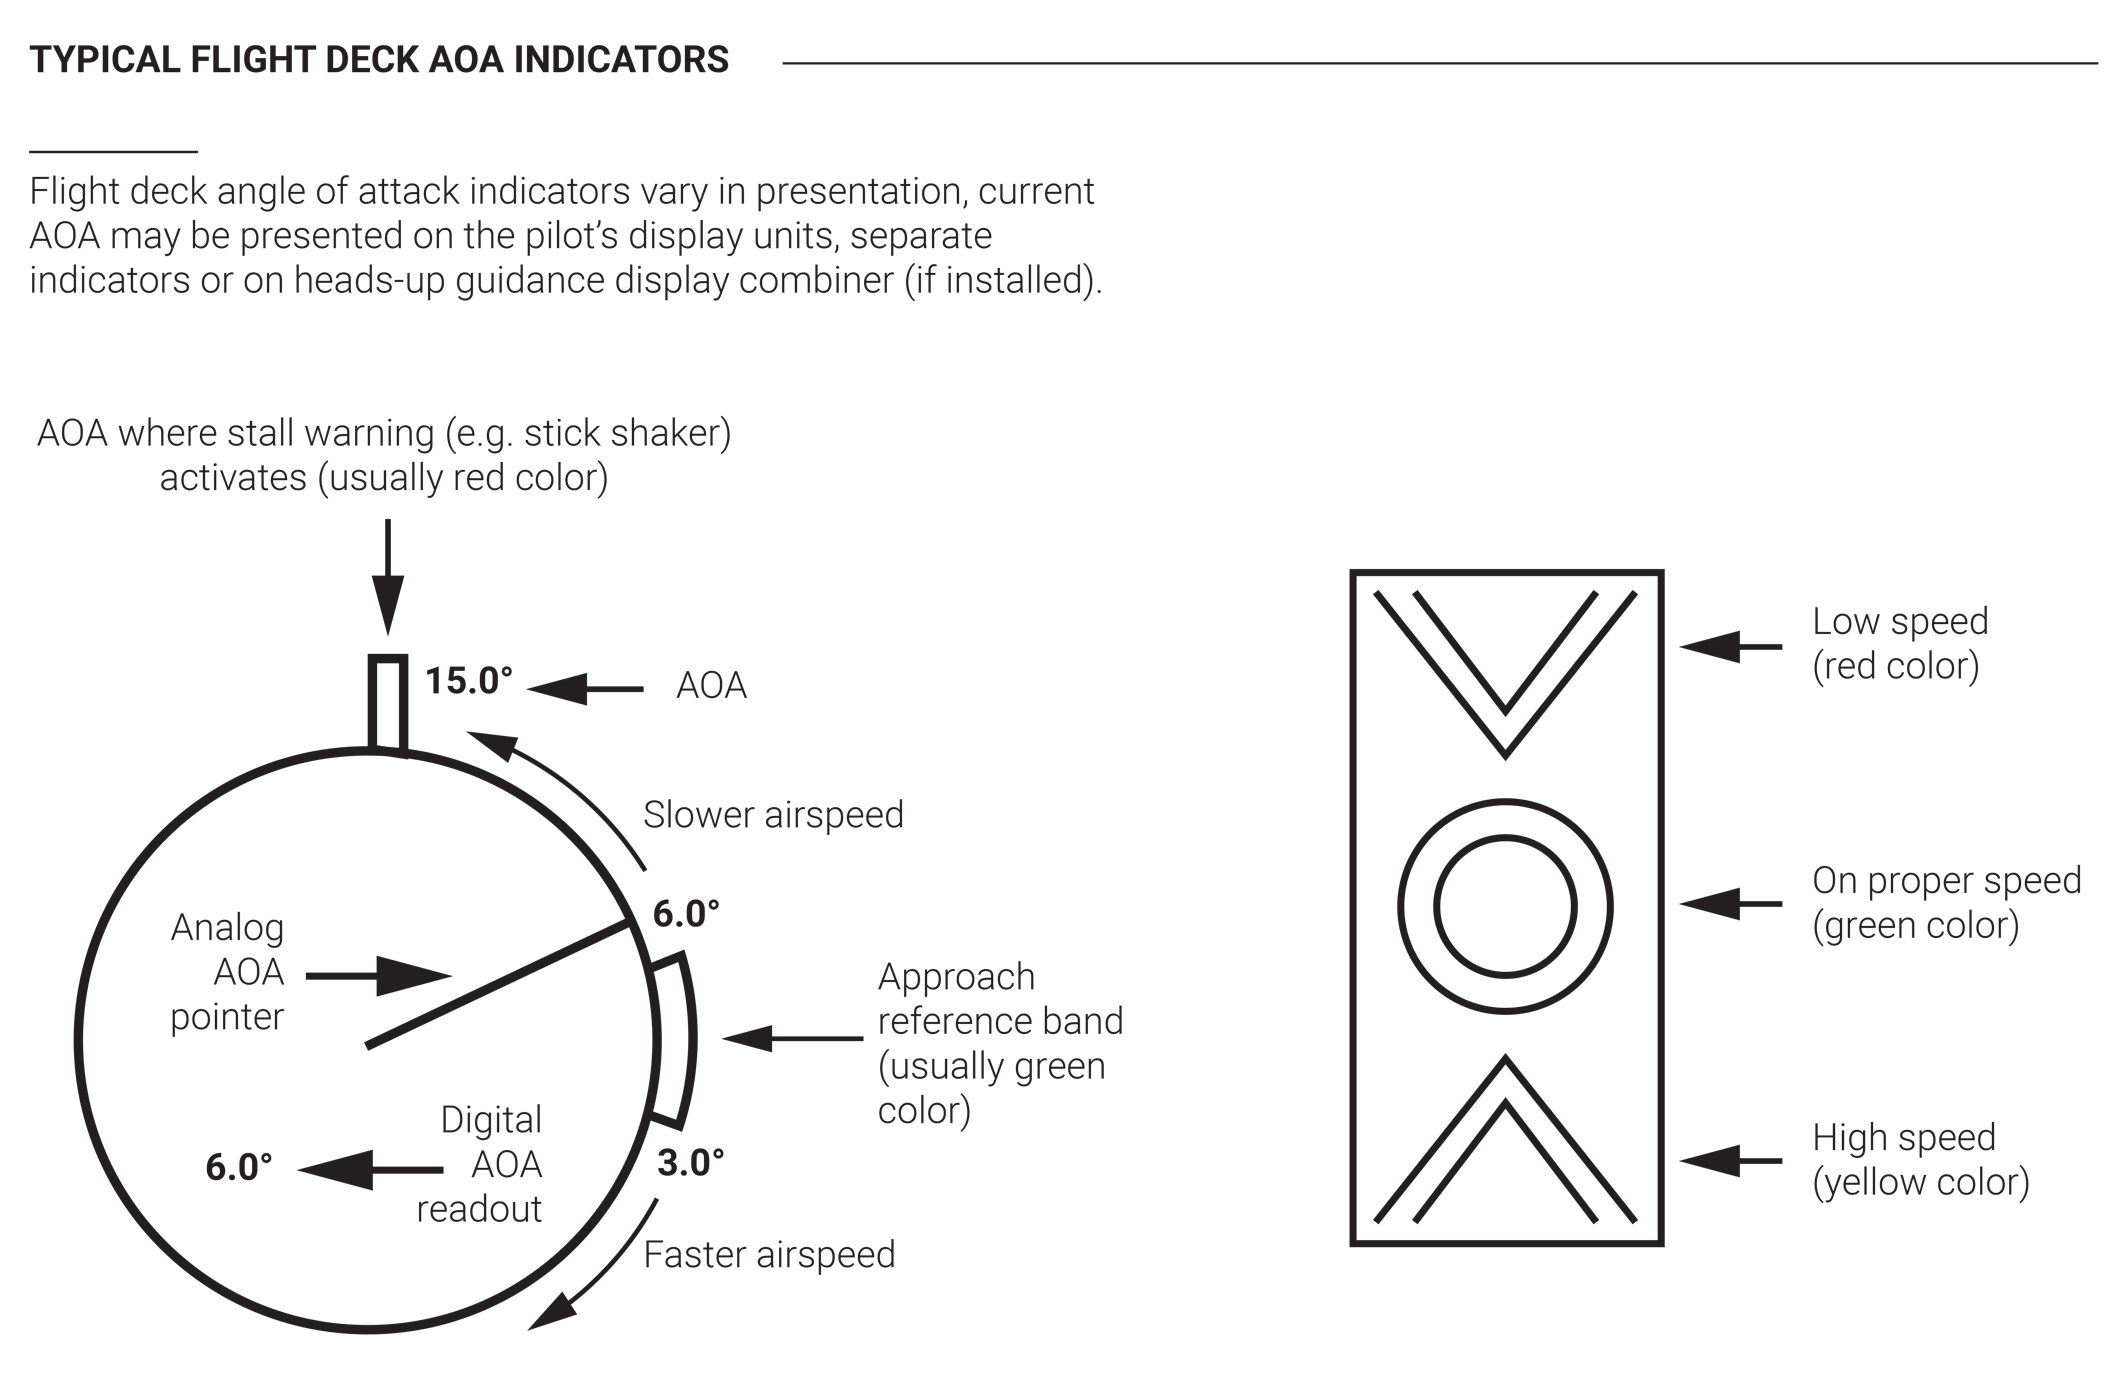 TYPICAL FLIGHT DECK AOA INDICATORS
Flight deck angle of attack indicators vary in presentation, current
AOA may be presented on the pilot’s display units, separate
indicators or on heads-up guidance display combiner (if installed).
AOA where stall warning (e.g. stick shaker)
activates (usually red color)
15.0°
AOA
Slower airspeed
6.0°
Analog
AOA
pointer
Approach
reference band
(usually green
color)
Digital
AOA
readout
6.0°
3.0°
Faster airspeed
Low speed
(red color)
On proper speed
(green color)
High speed
(yellow color)